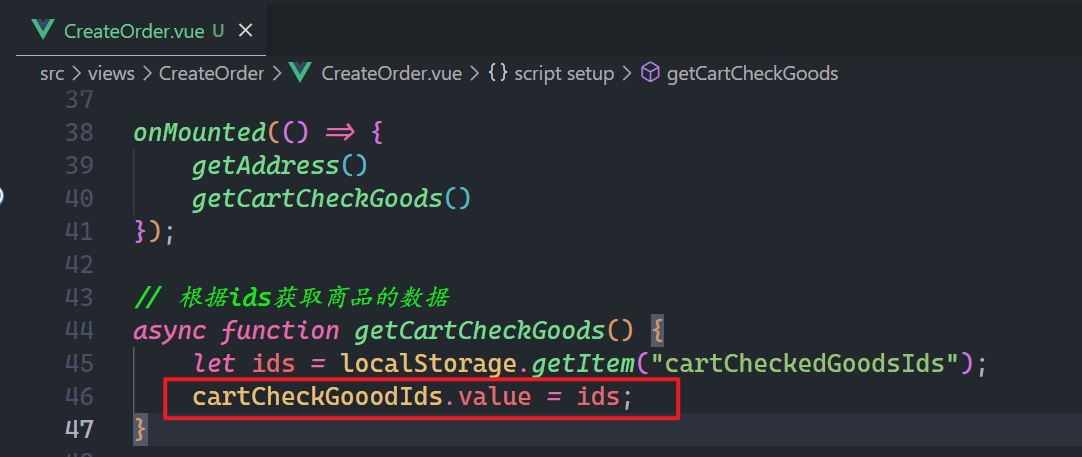 CreateOrder.vue U ×
src > views > CreateOrder > CreateOrder.vue > {} script setup > getCartCheckGoods
37
38 onMounted(() => {
39 getAddress()
40 getCartCheckGoods()
41 });
42
43 // 根据ids获取商品的数据
44 async function getCartCheckGoods() {
45 let ids = localStorage.getItem("cartCheckedGoodsIds");
46 cartCheckGooodIds.value = ids;
47 }